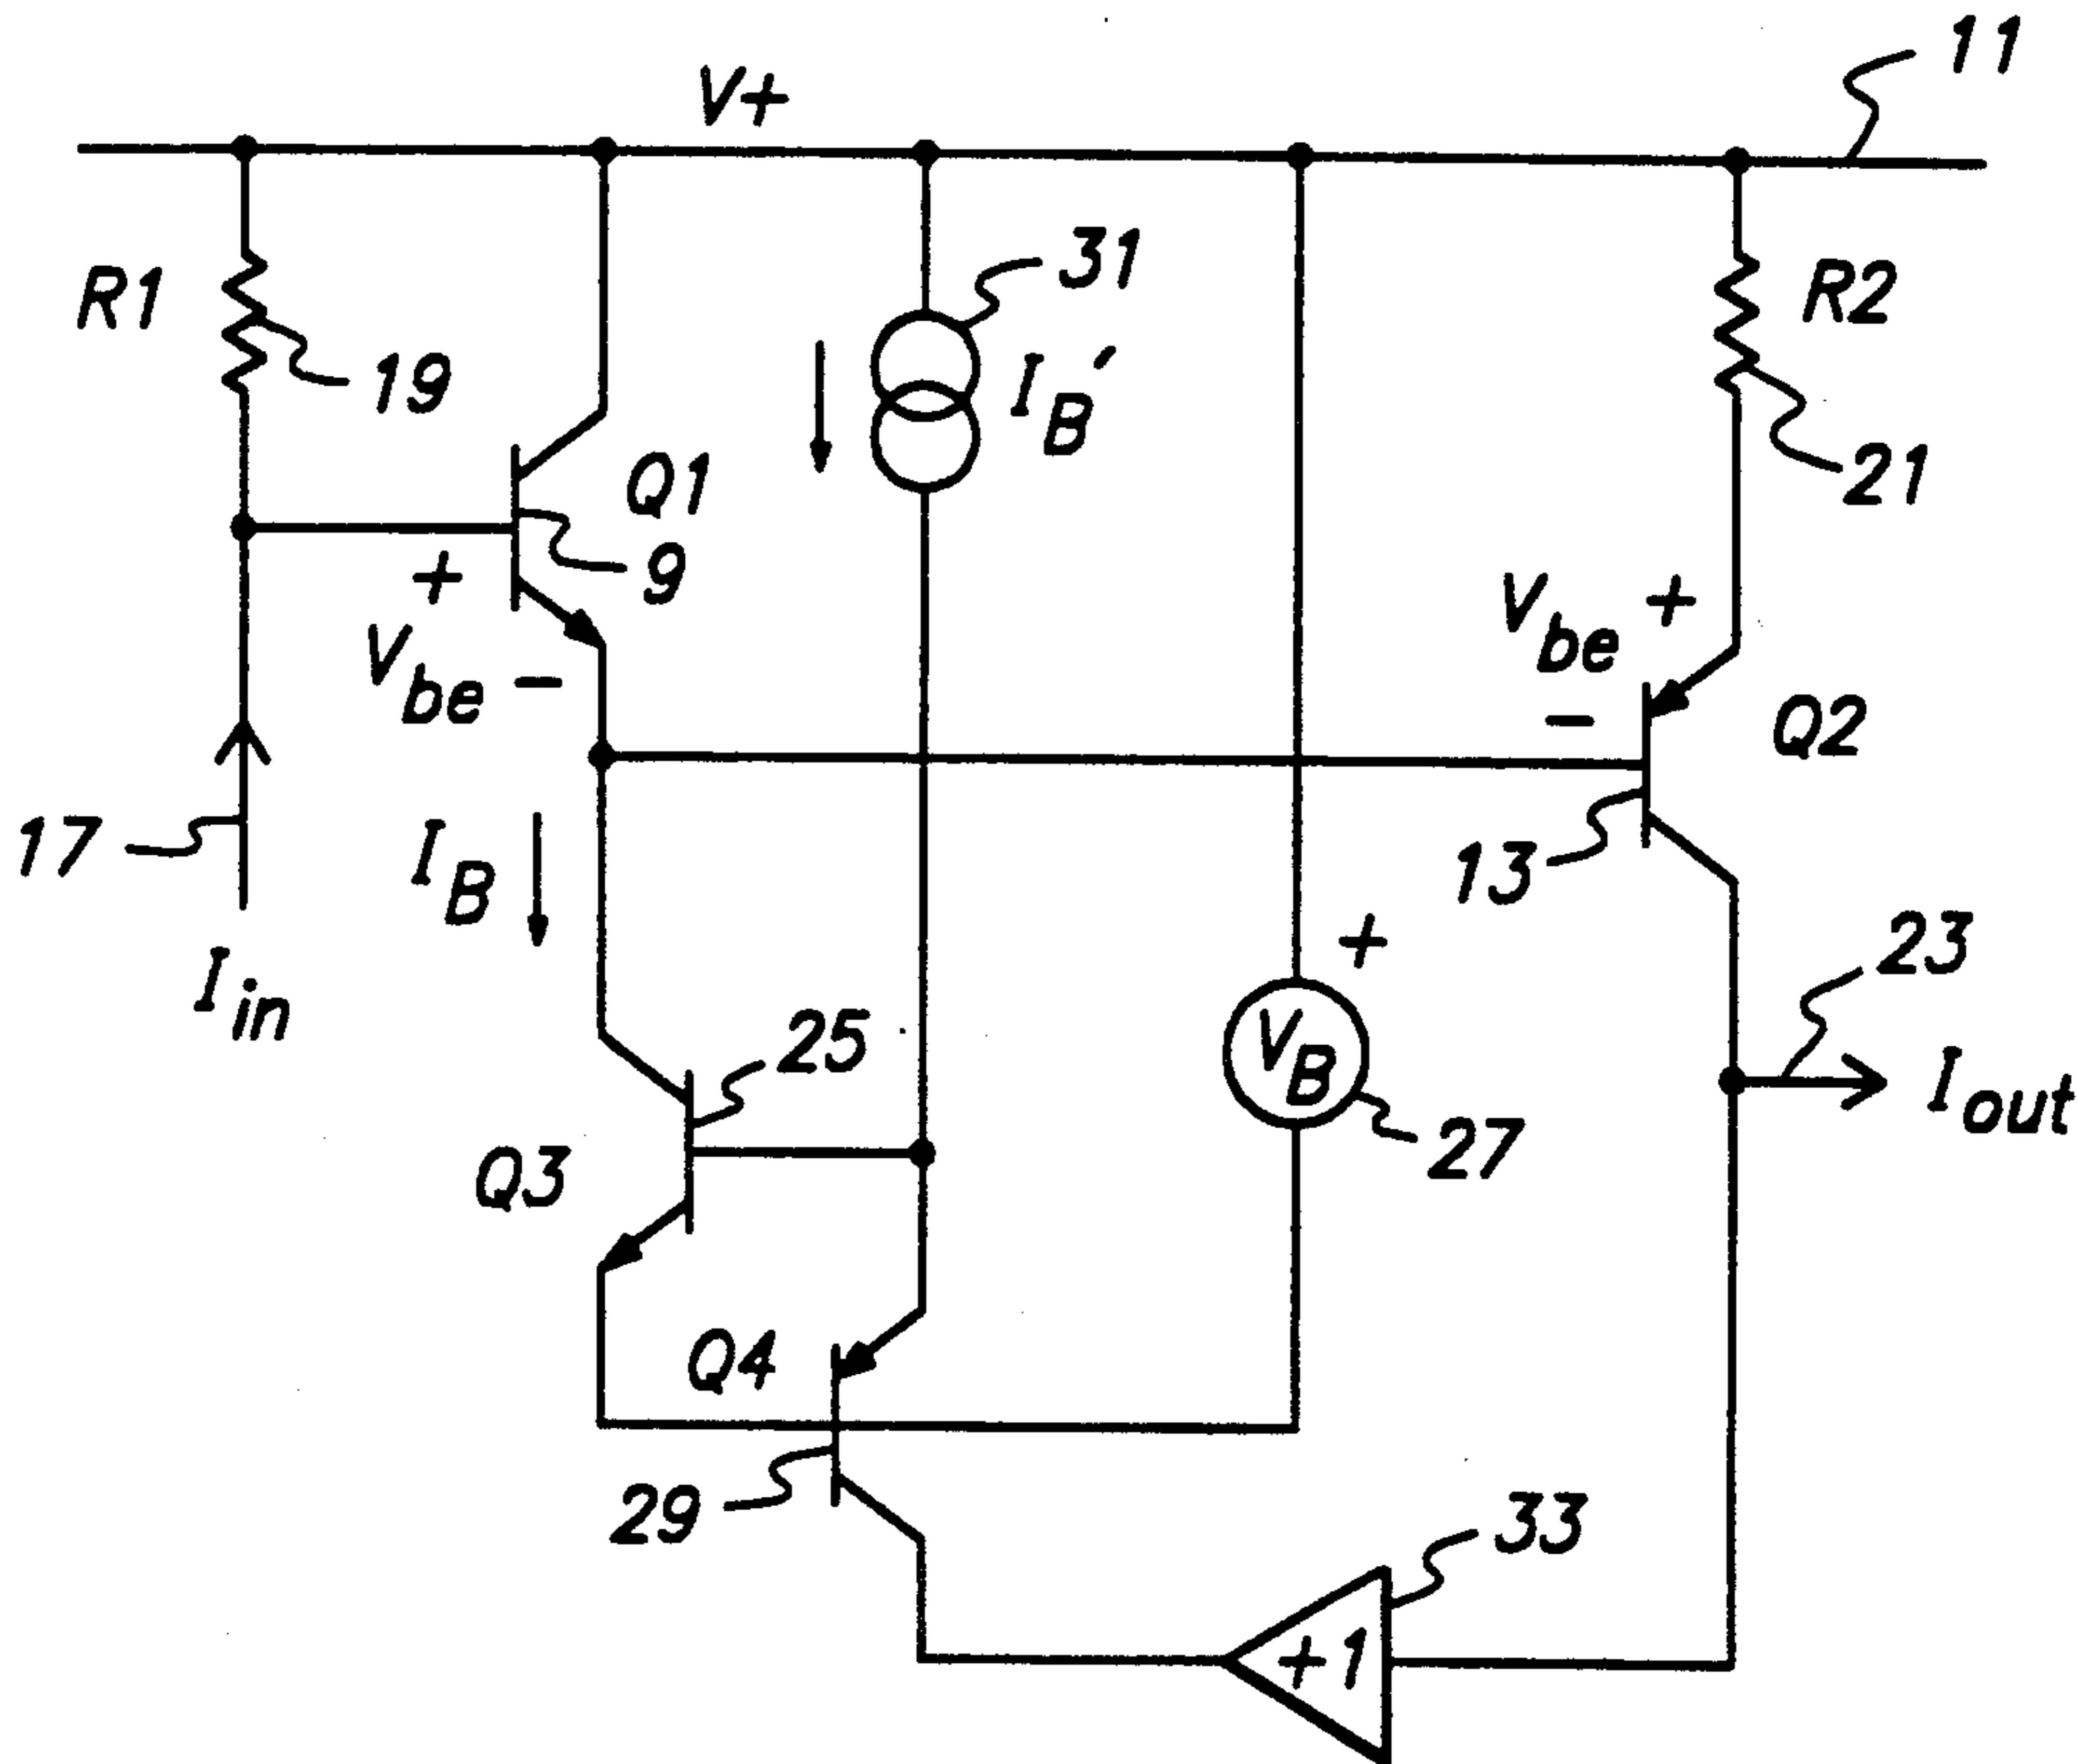 11
V+
31
R1
R2
I_B'
19
Q1
21
9
+
V_be
+
V_be
-
-
Q2
17
I_B
13
+
23
I_in
25
V_B
I_out
27
Q3
Q4
29
33
+1